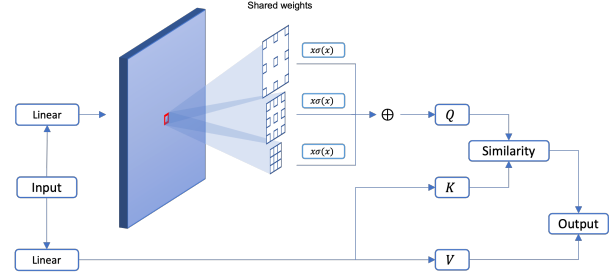 Shared weights
xσ(x)
Linear
xσ(x)
⊕
Q
Similarity
xσ(x)
Input
K
Output
Linear
V